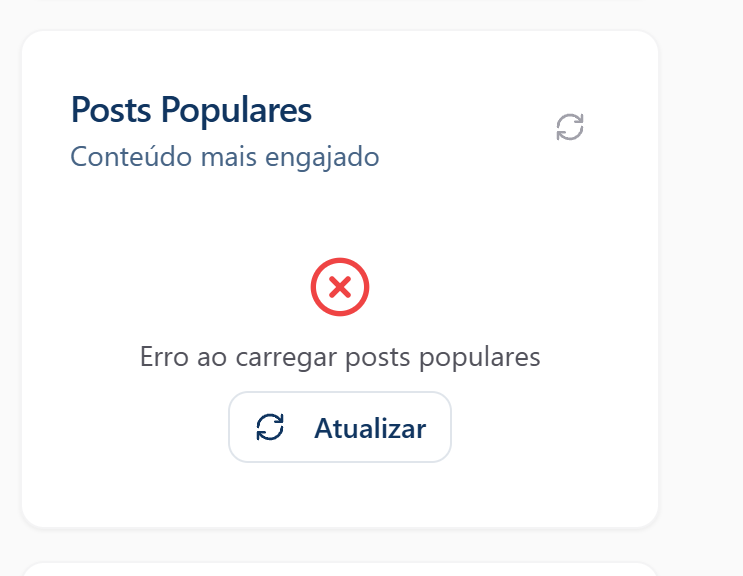 Posts Populares
Conteúdo mais engajado
Erro ao carregar posts populares
Atualizar